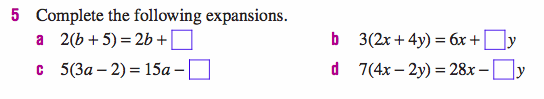 5 Complete the following expansions.
a 2(b + 5) = 2b + □
b 3(2x + 4y) = 6x + □y
c 5(3a – 2) = 15a – □
d 7(4x – 2y) = 28x – □y